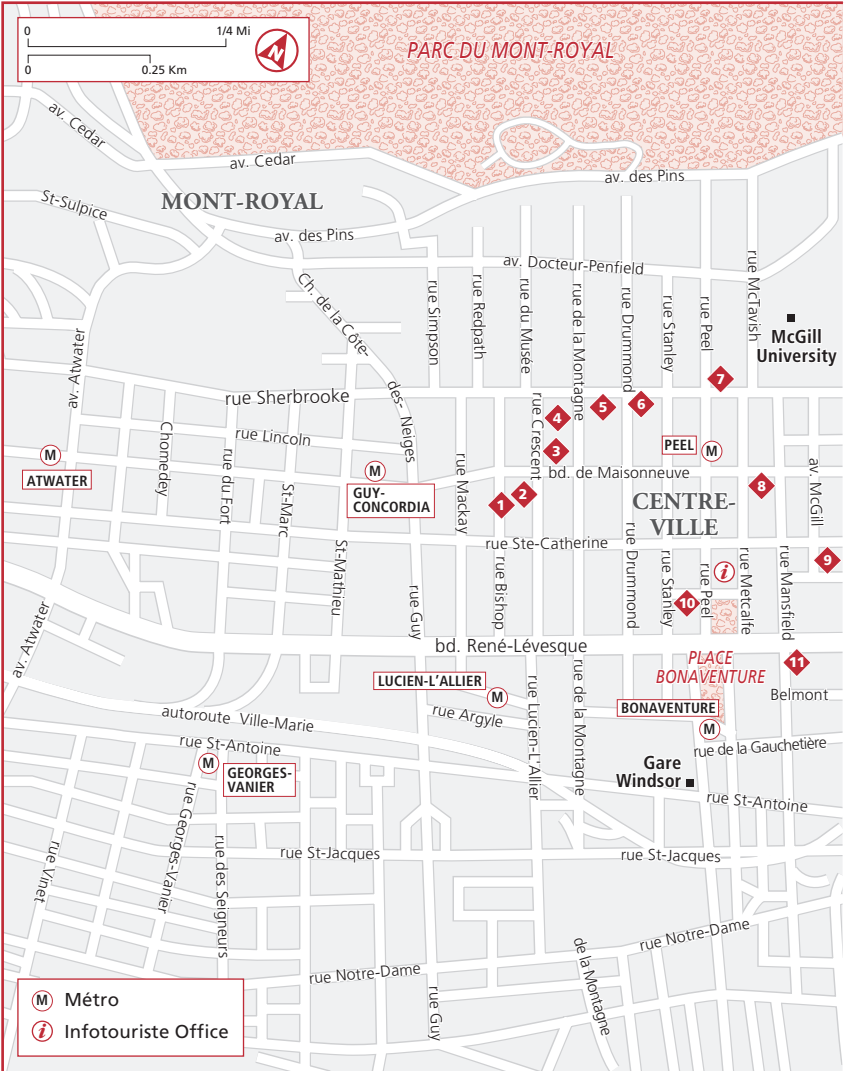 0
1/4 Mi
N
0
0.25 Km
PARC DU MONT-ROYAL
av. Cedar
av. Cedar
av. des Pins
St-Sulpice
MONT-ROYAL
av. des Pins
av. Docteur-Penfield
Ch. de la Côte-
des- Neiges
rue Simpson
rue Redpath
rue du Musée
rue de la Montagne
rue Drummond
rue Stanley
rue Peel
rue McTavish
McGill
University
av. Atwater
7
rue Sherbrooke
4
5
6
rue Crescent
Chomedey
rue Lincoln
rue du Fort
St-Marc
M
ATWATER
M
GUY-
CONCORDIA
rue Mackay
3
PEEL
M
bd. de Maisonneuve
av. McGill
1
2
8
CENTRE-
VILLE
St-Mathieu
rue Ste-Catherine
9
rue Guy
rue Bishop
rue Drummond
rue Stanley
rue Peel
i
rue Metcalfe
rue Mansfield
10
av. Atwater
bd. René-Lévesque
PLACE
BONAVENTURE
11
LUCIEN-L'ALLIER
M
Belmont
rue Argyle
rue Lucien-L'Allier
rue de la Montagne
BONAVENTURE
M
autoroute Ville-Marie
rue St-Antoine
rue de la Gauchetière
M
GEORGES-
VANIER
Gare
Windsor
rue St-Antoine
rue Vinet
rue Georges-Vanier
rue des Seigneurs
rue St-Jacques
rue St-Jacques
rue Notre-Dame
rue Notre-Dame
de la Montagne
rue Guy
M Métro
i Infotouriste Office